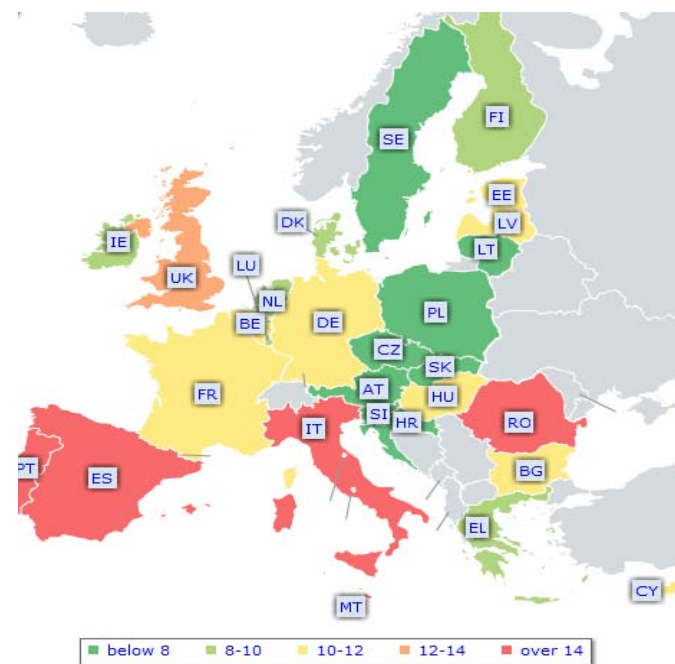 FI
SE
EE
DK
LV
IE
LT
LU
UK
NL
PL
BE
DE
CZ
SK
AT
FR
HU
SI
HR
RO
IT
PT
ES
BG
EL
CY
MT
below 8 8-10 10-12 12-14 over 14